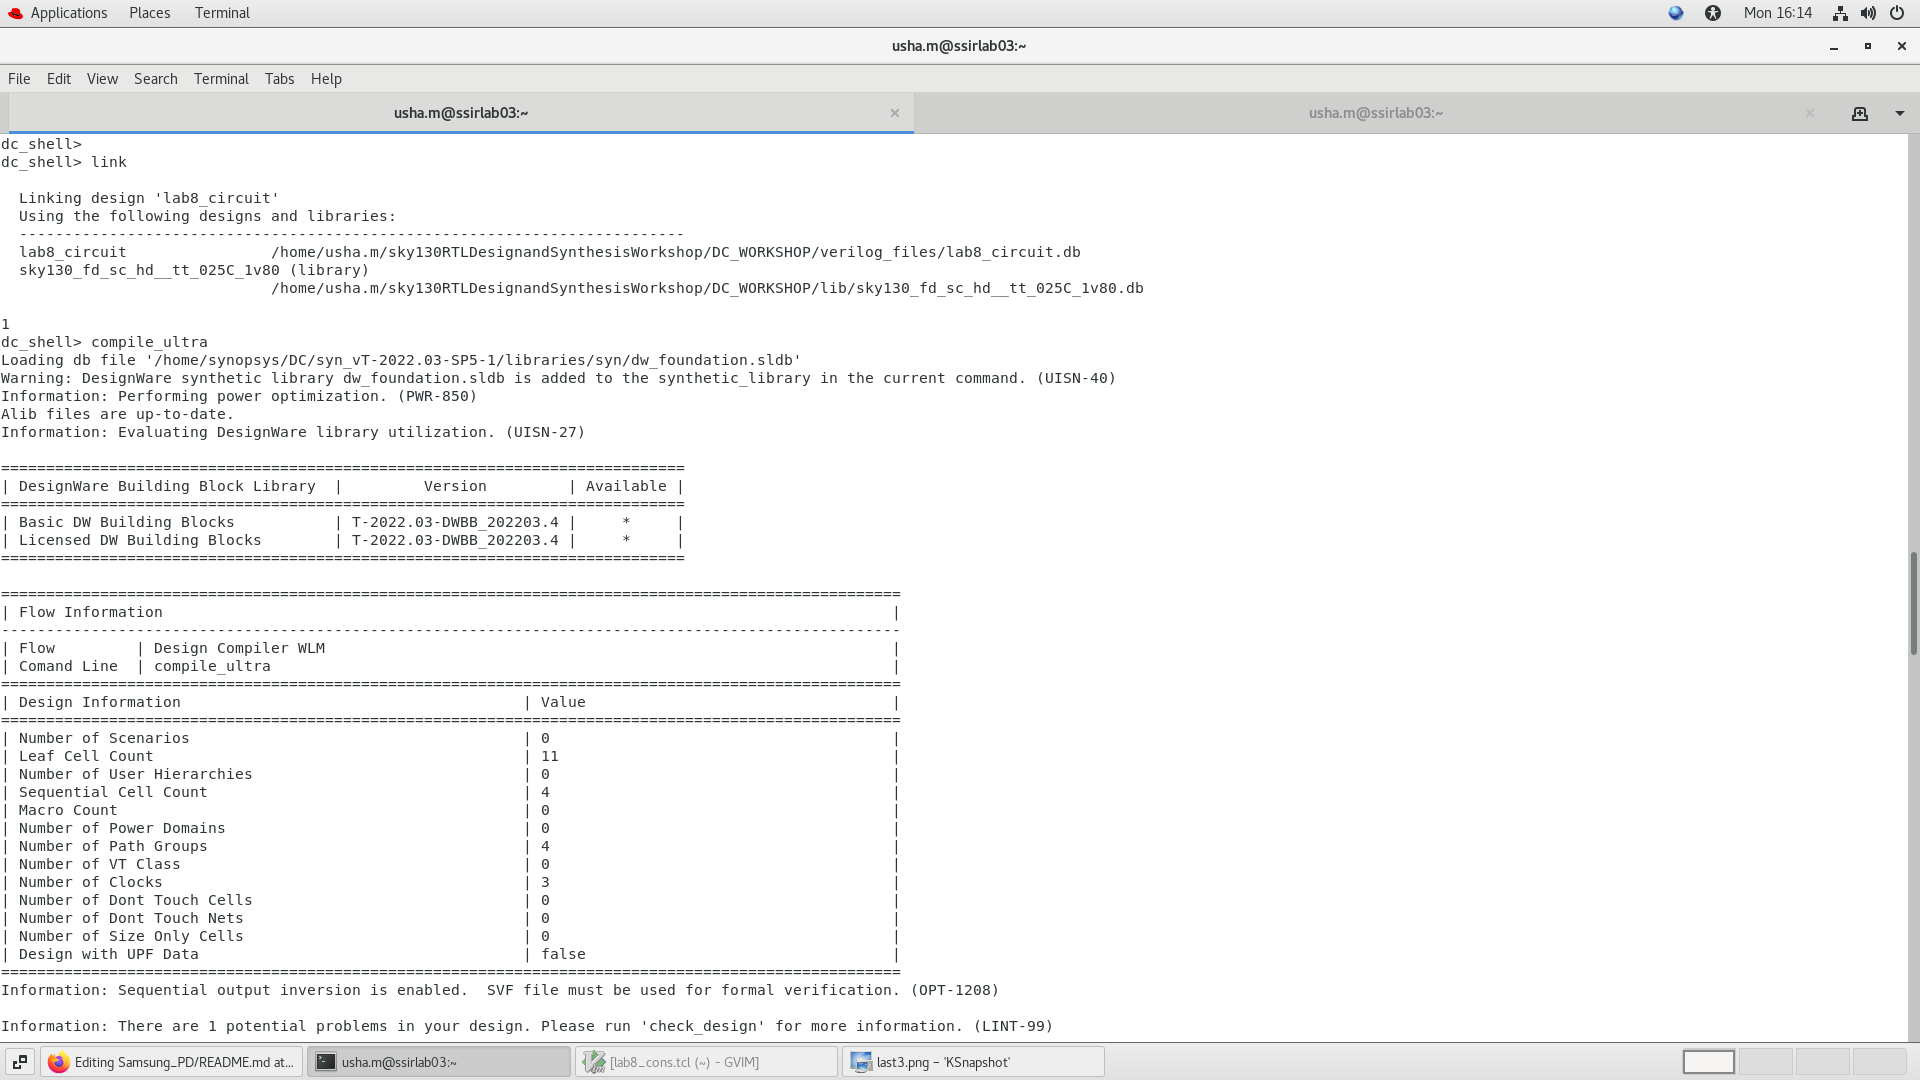 Applications Places Terminal Mon 16:14
usha.m@ssirlab03:~
File Edit View Search Terminal Tabs Help
usha.m@ssirlab03:~ × usha.m@ssirlab03:~ ×
dc_shell>
dc_shell> link
  Linking design 'lab8_circuit'
  Using the following designs and libraries:
  --------------------------------------------------------------------------
  lab8_circuit                /home/usha.m/sky130RTLDesignandSynthesisWorkshop/DC_WORKSHOP/verilog_files/lab8_circuit.db
  sky130_fd_sc_hd__tt_025C_1v80 (library)
                              /home/usha.m/sky130RTLDesignandSynthesisWorkshop/DC_WORKSHOP/lib/sky130_fd_sc_hd__tt_025C_1v80.db
1
dc_shell> compile_ultra
Loading db file '/home/synopsys/DC/syn_vT-2022.03-SP5-1/libraries/syn/dw_foundation.sldb'
Warning: DesignWare synthetic library dw_foundation.sldb is added to the synthetic_library in the current command. (UISN-40)
Information: Performing power optimization. (PWR-850)
Alib files are up-to-date.
Information: Evaluating DesignWare library utilization. (UISN-27)
============================================================================
| DesignWare Building Block Library  |         Version         | Available |
============================================================================
| Basic DW Building Blocks           | T-2022.03-DWBB_202203.4 |     *     |
| Licensed DW Building Blocks        | T-2022.03-DWBB_202203.4 |     *     |
============================================================================
====================================================================================================
| Flow Information                                                                                 |
----------------------------------------------------------------------------------------------------
| Flow         | Design Compiler WLM                                                               |
| Comand Line  | compile_ultra                                                                     |
====================================================================================================
| Design Information                                      | Value                                  |
====================================================================================================
| Number of Scenarios                                     | 0                                      |
| Leaf Cell Count                                         | 11                                     |
| Number of User Hierarchies                              | 0                                      |
| Sequential Cell Count                                   | 4                                      |
| Macro Count                                             | 0                                      |
| Number of Power Domains                                 | 0                                      |
| Number of Path Groups                                   | 4                                      |
| Number of VT Class                                      | 0                                      |
| Number of Clocks                                        | 3                                      |
| Number of Dont Touch Cells                              | 0                                      |
| Number of Dont Touch Nets                               | 0                                      |
| Number of Size Only Cells                               | 0                                      |
| Design with UPF Data                                    | false                                  |
====================================================================================================
Information: Sequential output inversion is enabled.  SVF file must be used for formal verification. (OPT-1208)
Information: There are 1 potential problems in your design. Please run 'check_design' for more information. (LINT-99)
Editing Samsung_PD/README.md at... usha.m@ssirlab03:~ [lab8_cons.tcl (~) - GVIM] last3.png – 'KSnapshot'